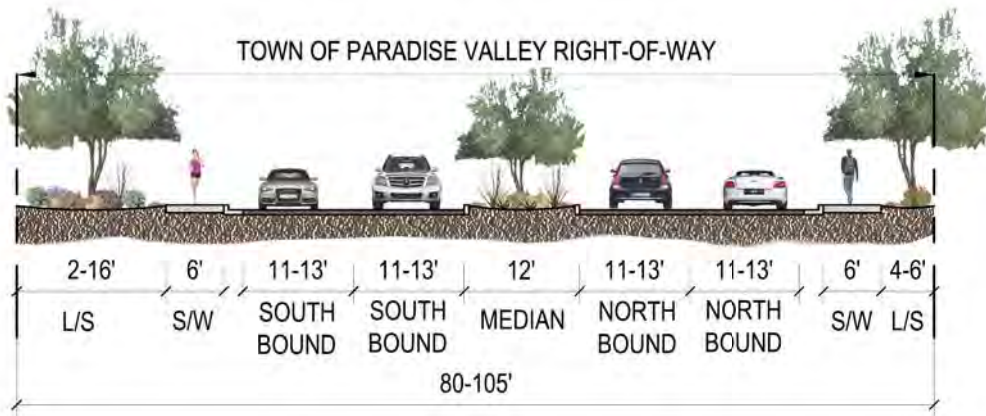 TOWN OF PARADISE VALLEY RIGHT-OF-WAY
2-16' 6' 11-13' 11-13' 12' 11-13' 11-13' 6' 4-6'
L/S S/W SOUTH BOUND SOUTH BOUND MEDIAN NORTH BOUND NORTH BOUND S/W L/S
80-105'